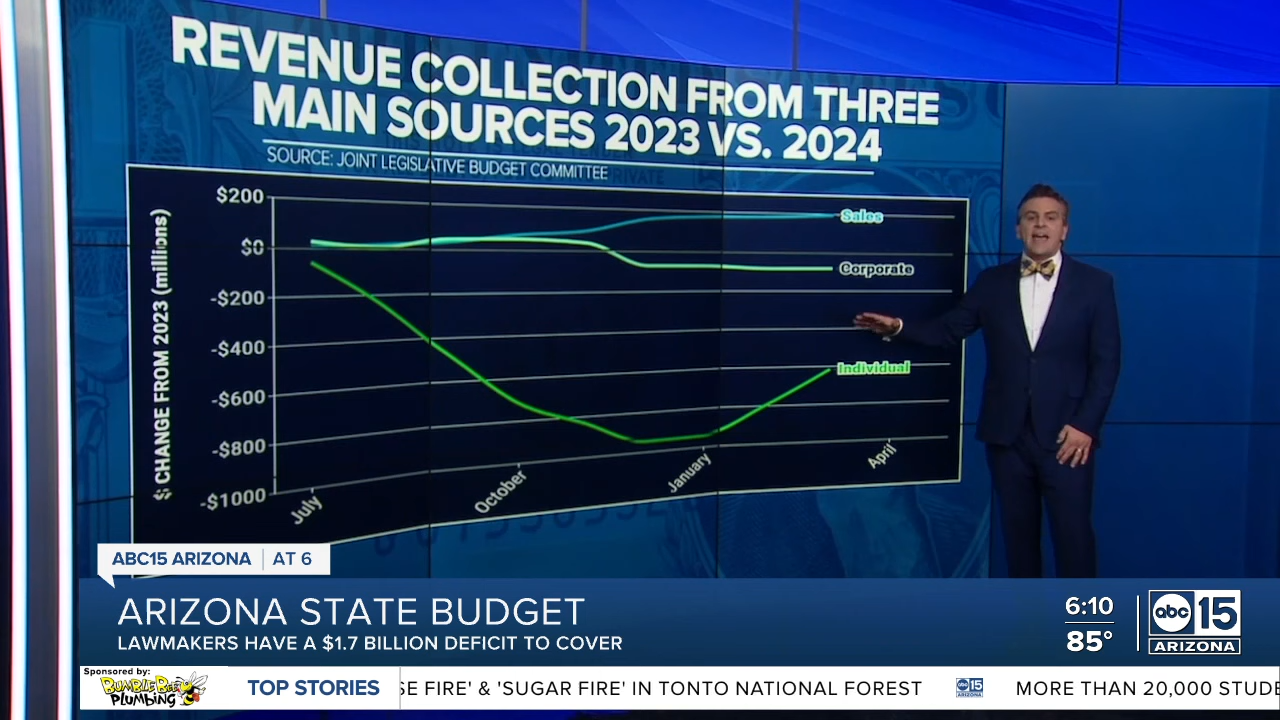 REVENUE COLLECTION FROM THREE
MAIN SOURCES 2023 VS. 2024
SOURCE: JOINT LEGISLATIVE BUDGET COMMITTEE
$ CHANGE FROM 2023 (millions)
$200
$0
-$200
-$400
-$600
-$800
-$1000
Sales
Corporate
Individual
July
October
January
April
ABC15 ARIZONA | AT 6
ARIZONA STATE BUDGET
LAWMAKERS HAVE A $1.7 BILLION DEFICIT TO COVER
6:10
85°
abc 15
ARIZONA
Sponsored by:
BUMBLE BEE
PLUMBING
TOP STORIES
SE FIRE' & 'SUGAR FIRE' IN TONTO NATIONAL FOREST
abc 15
ARIZONA
MORE THAN 20,000 STUDE